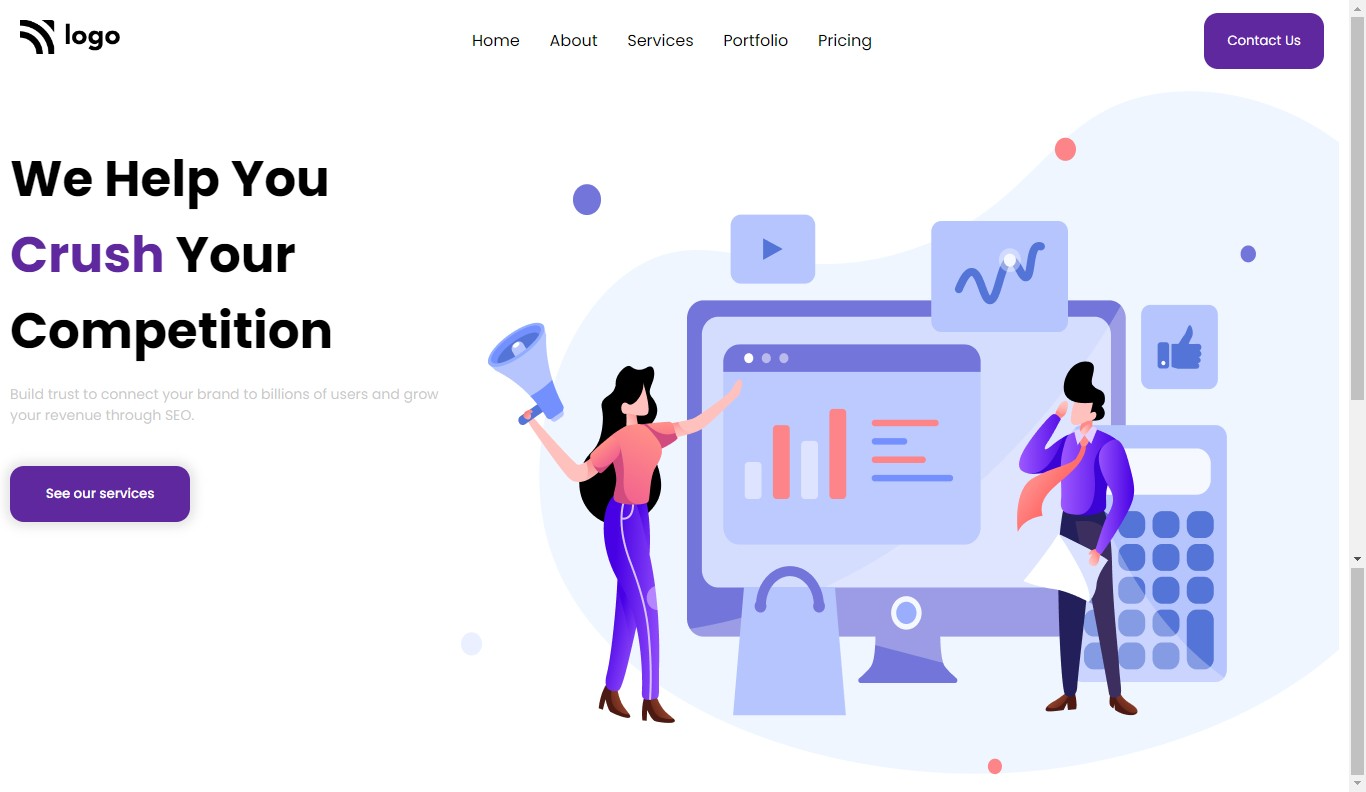 logo
Home About Services Portfolio Pricing
Contact Us
We Help You
Crush Your
Competition
Build trust to connect your brand to billions of users and grow
your revenue through SEO.
See our services